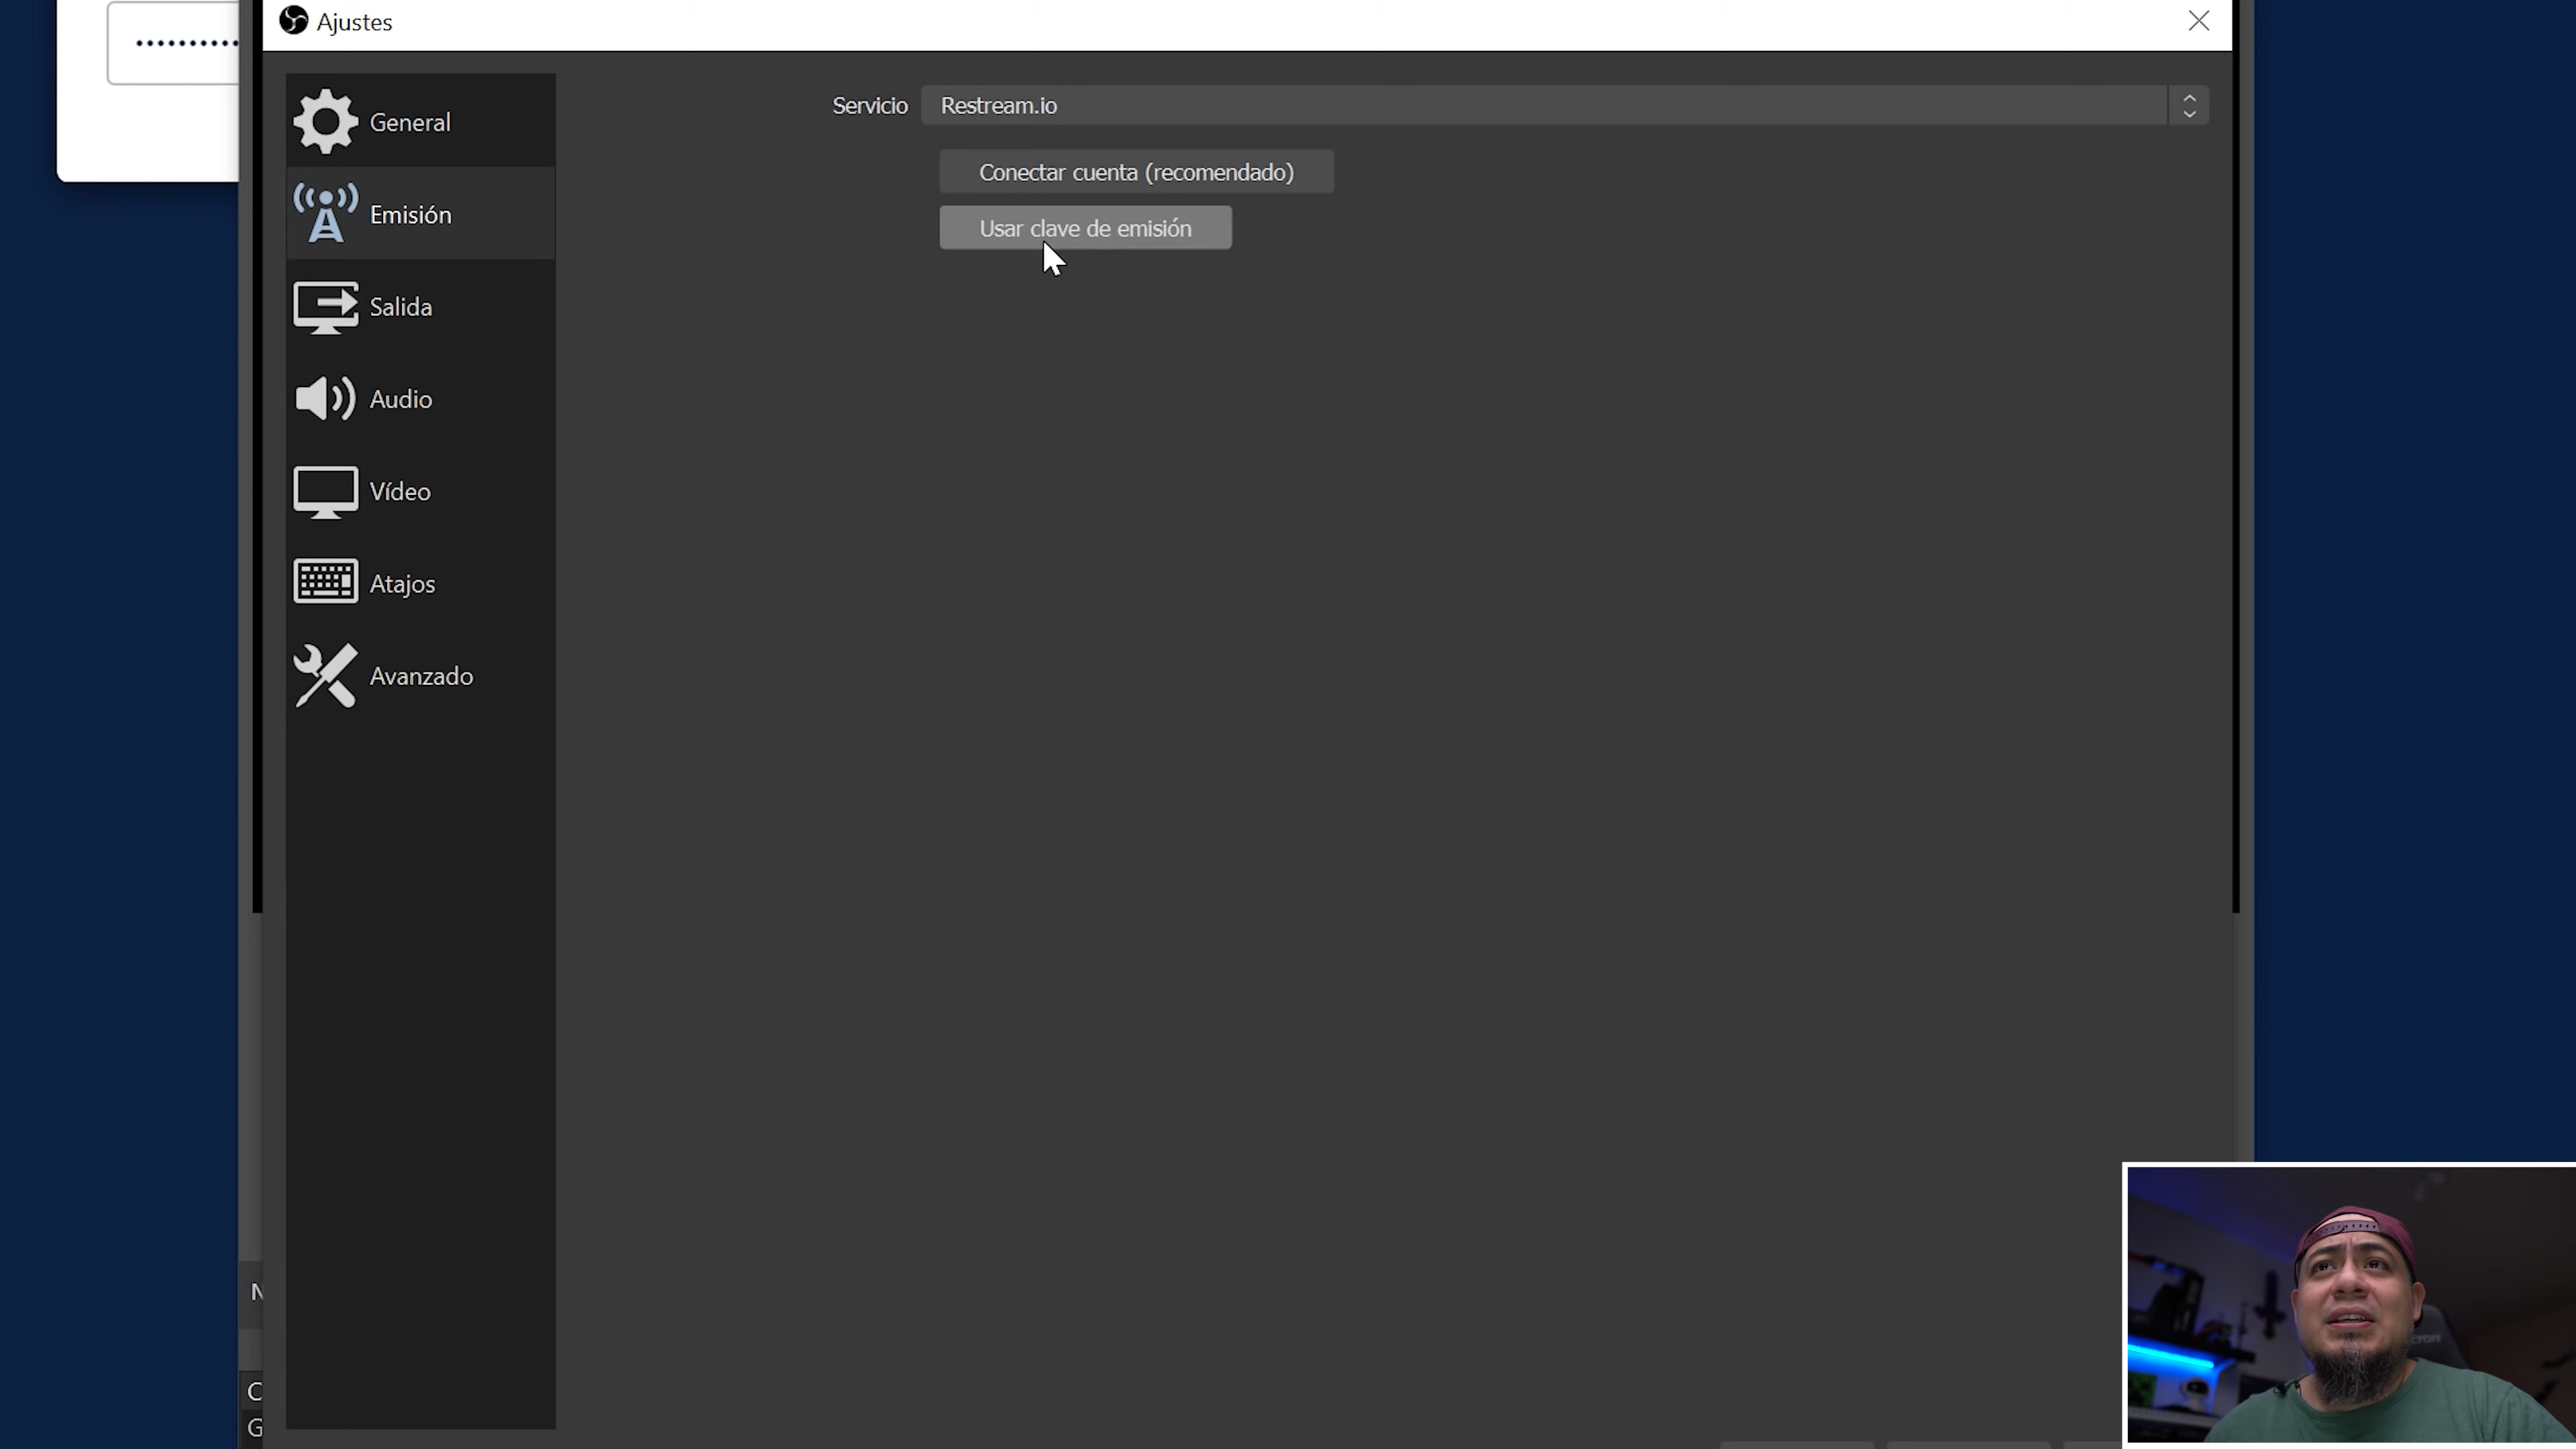 Ajustes
General
Emisión
Salida
Audio
Vídeo
Atajos
Avanzado
Servicio
Restream.io
Conectar cuenta (recomendado)
Usar clave de emisión
N
C
G